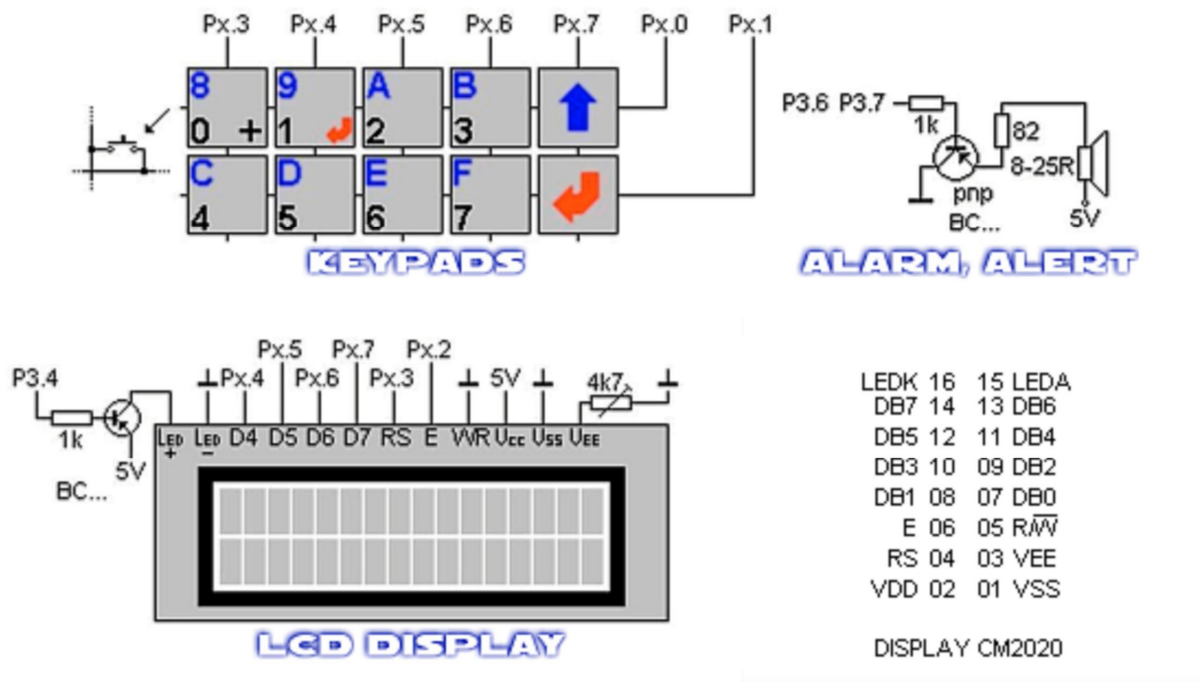 Px.3 Px.4 Px.5 Px.6 Px.7 Px.0 Px.1
8 9 A B
0 + 1 2 3
C D E F
4 5 6 7
KEYPADS
P3.6 P3.7
1k
82
8-25R
pnp
BC...
5V
ALARM, ALERT
Px.5 Px.7 Px.2
P3.4 Px.4 Px.6 Px.3 5V 4k7
1k
5V
BC...
LED + LED - D4 D5 D6 D7 RS E WR VCC VSS VEE
LCD DISPLAY
LEDK 16 15 LEDA
DB7 14 13 DB6
DB5 12 11 DB4
DB3 10 09 DB2
DB1 08 07 DB0
E 06 05 R/W̅
RS 04 03 VEE
VDD 02 01 VSS
DISPLAY CM2020